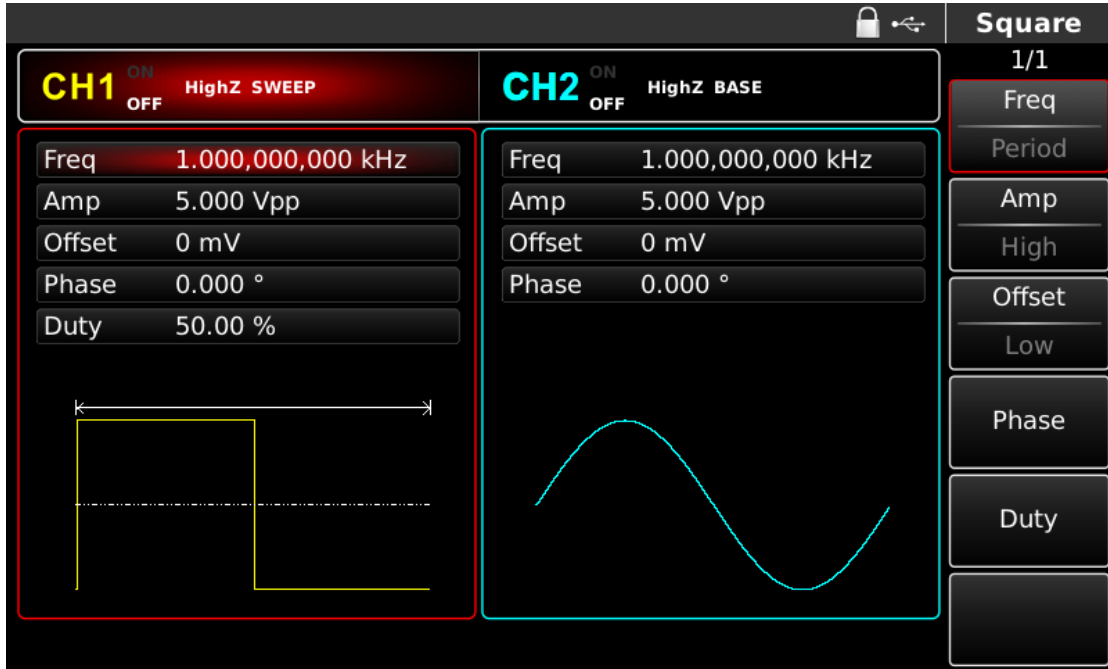 Square
1/1
CH1 ON OFF HighZ SWEEP
CH2 ON OFF HighZ BASE
Freq 1.000,000,000 kHz
Amp 5.000 Vpp
Offset 0 mV
Phase 0.000 °
Duty 50.00 %
Freq 1.000,000,000 kHz
Amp 5.000 Vpp
Offset 0 mV
Phase 0.000 °
Freq
Period
Amp
High
Offset
Low
Phase
Duty